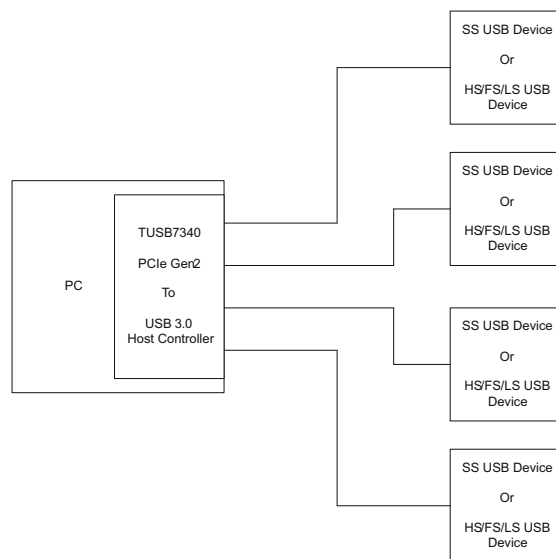 SS USB Device
Or
HS/FS/LS USB
Device
SS USB Device
Or
HS/FS/LS USB
Device
PC
TUSB7340
PCIe Gen2
To
USB 3.0
Host Controller
SS USB Device
Or
HS/FS/LS USB
Device
SS USB Device
Or
HS/FS/LS USB
Device